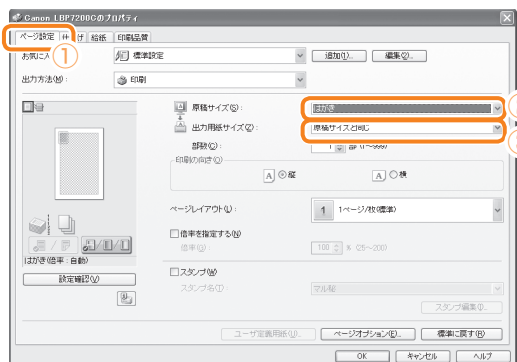 Canon LBP7200Cのプロパティ
ページ設定 仕上げ 給紙 印刷品質
①
お気に入
標準設定 追加(1)... 編集(2)...
出力方法(M): 印刷
原稿サイズ(S): はがき
出力用紙サイズ(Z): 原稿サイズと同じ
部数(C): 1 部 (1～999)
印刷の向き(O)
A 縦 A 横
ページレイアウト(L): 1 1ページ/枚(標準)
倍率を指定する(N)
倍率(G): 100 % (25～200)
はがき(倍率:自動)
設定確認(V)
スタンプ(W)
スタンプ名(T): マル秘
スタンプ編集(I)...
ユーザ定義用紙(U)... ページオプション(E)... 標準に戻す(R)
OK キャンセル ヘルプ